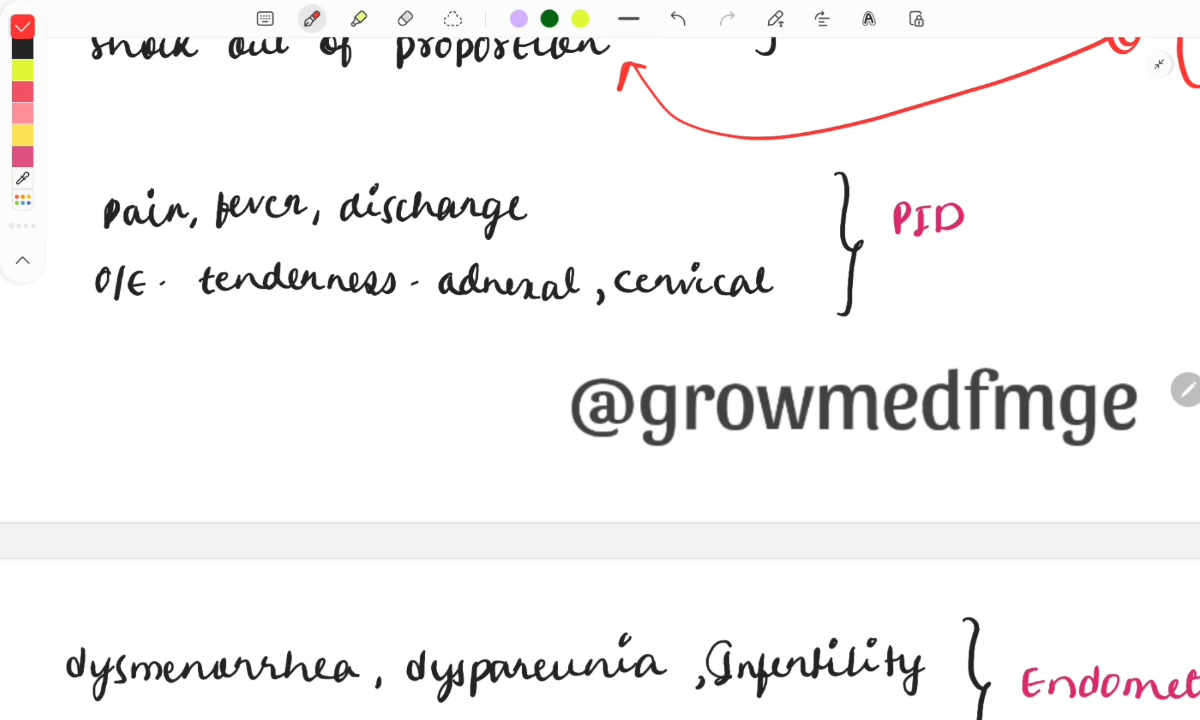 shock out of proportion
pain, fever, discharge
PID
O/E - tenderness - adnexal, cervical
@growmedfmge
dysmenorrhea, dyspareunia, Infertility
Endomet